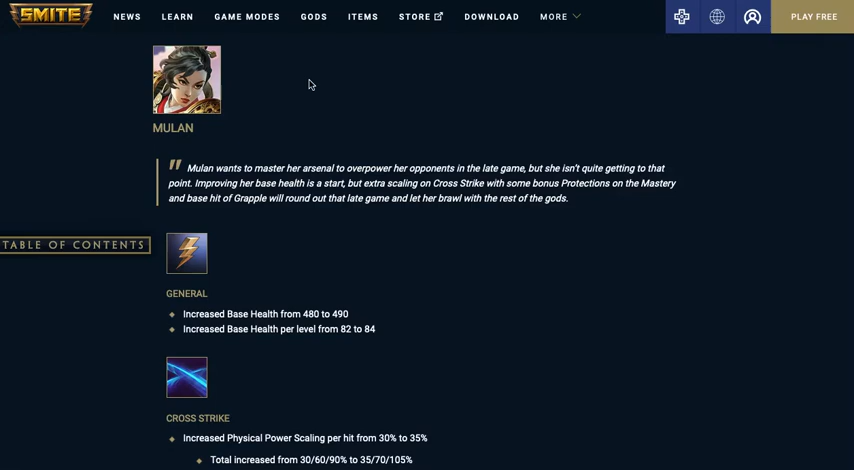 SMITE
NEWS LEARN GAME MODES GODS ITEMS STORE DOWNLOAD MORE PLAY FREE
MULAN
" Mulan wants to master her arsenal to overpower her opponents in the late game, but she isn't quite getting to that
point. Improving her base health is a start, but extra scaling on Cross Strike with some bonus Protections on the Mastery
and base hit of Grapple will round out that late game and let her brawl with the rest of the gods.
TABLE OF CONTENTS
GENERAL
Increased Base Health from 480 to 490
Increased Base Health per level from 82 to 84
CROSS STRIKE
Increased Physical Power Scaling per hit from 30% to 35%
Total increased from 30/60/90% to 35/70/105%